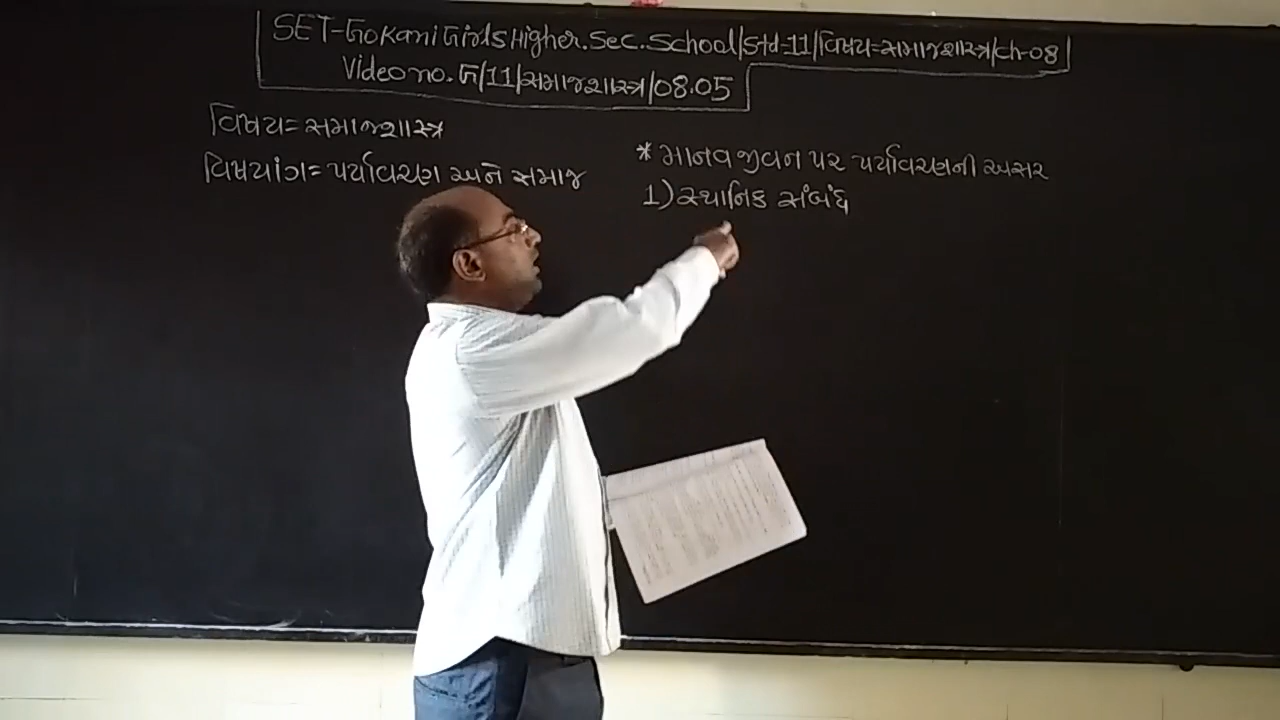 SET-Gokani Girls Higher.Sec.School/Std-11/વિષય=સમાજશાસ્ત્ર/ch-08
Video no. G/11/સમાજશાસ્ત્ર/08.05
વિષય=સમાજશાસ્ત્ર
વિષયાંગ=પર્યાવરણ અને સમાજ
* માનવજીવન પર પર્યાવરણની અસર
1) સ્થાનિક સંબંધ